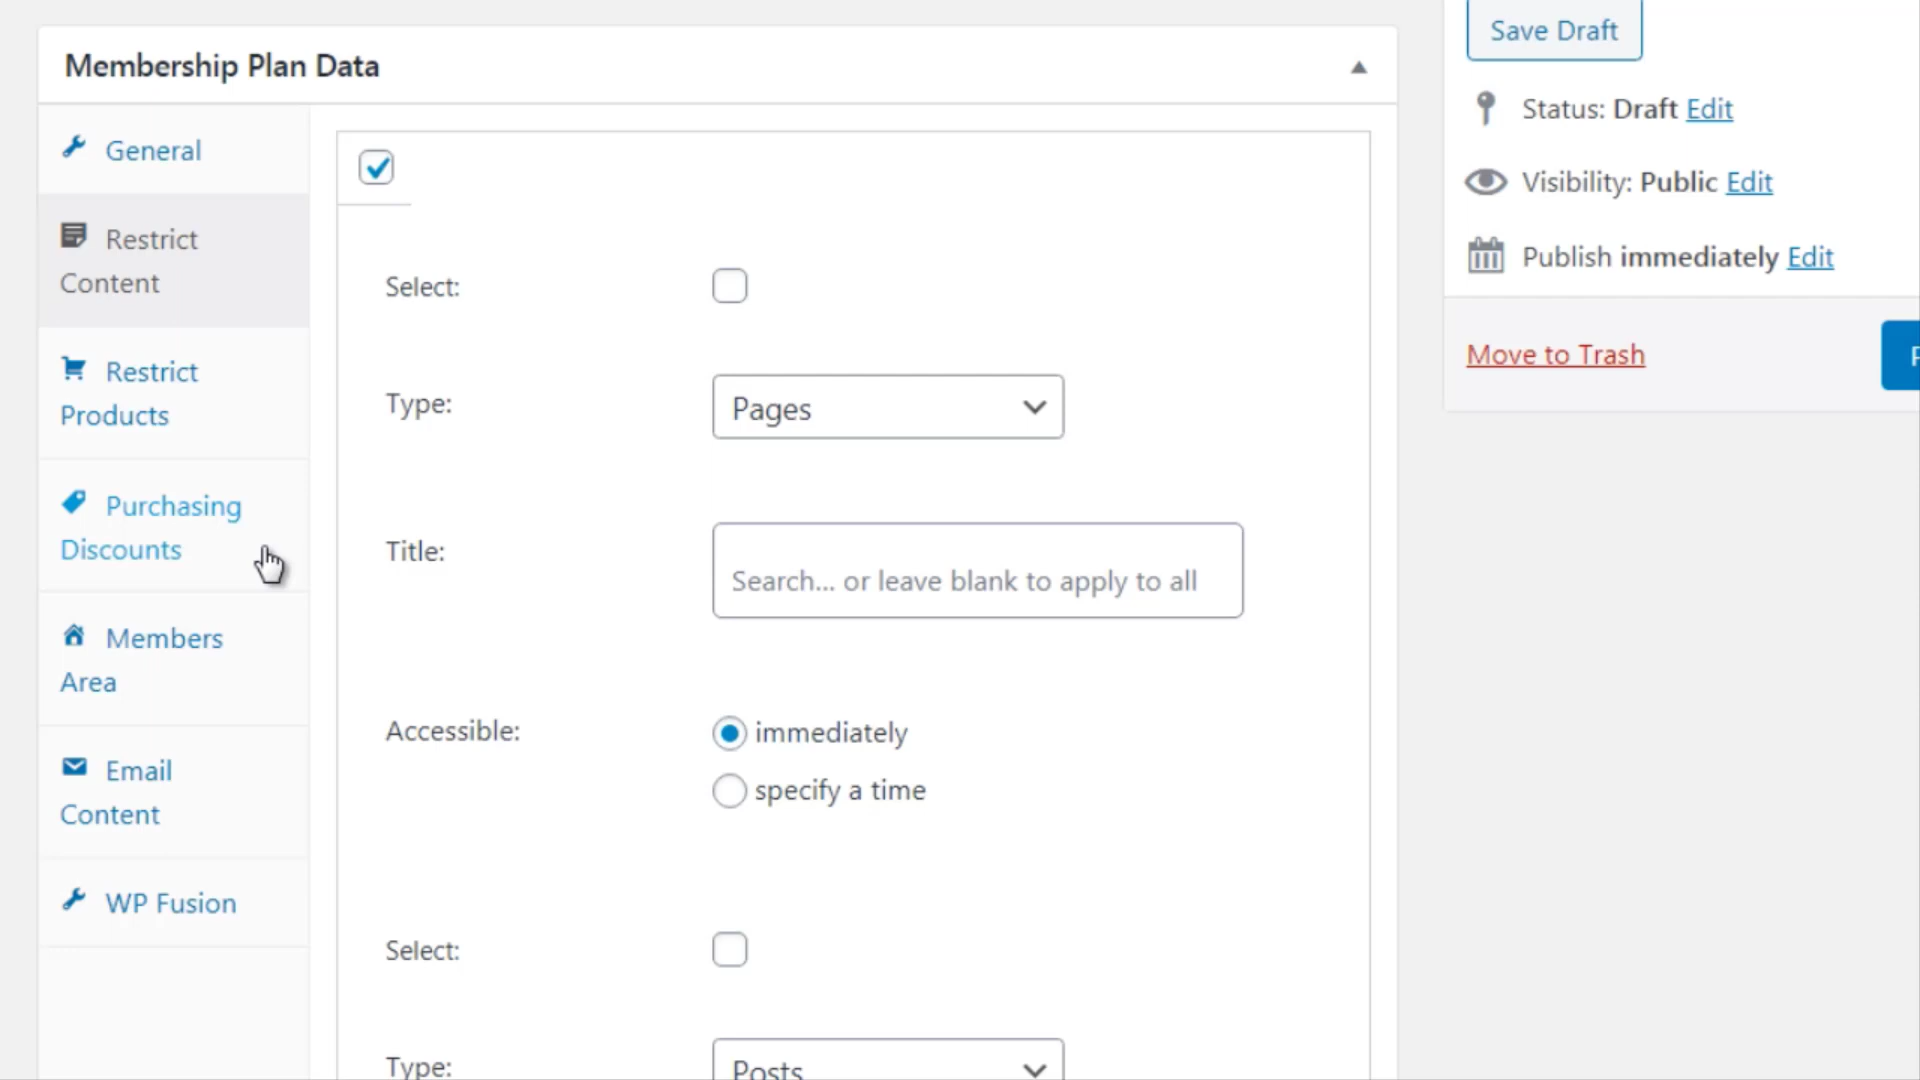 Membership Plan Data
General
Restrict
Content
Restrict
Products
Purchasing
Discounts
Members
Area
Email
Content
WP Fusion
Select:
Type:
Pages
Title:
Search... or leave blank to apply to all
Accessible:
immediately
specify a time
Select:
Type:
Posts
Save Draft
Status: Draft Edit
Visibility: Public Edit
Publish immediately Edit
Move to Trash